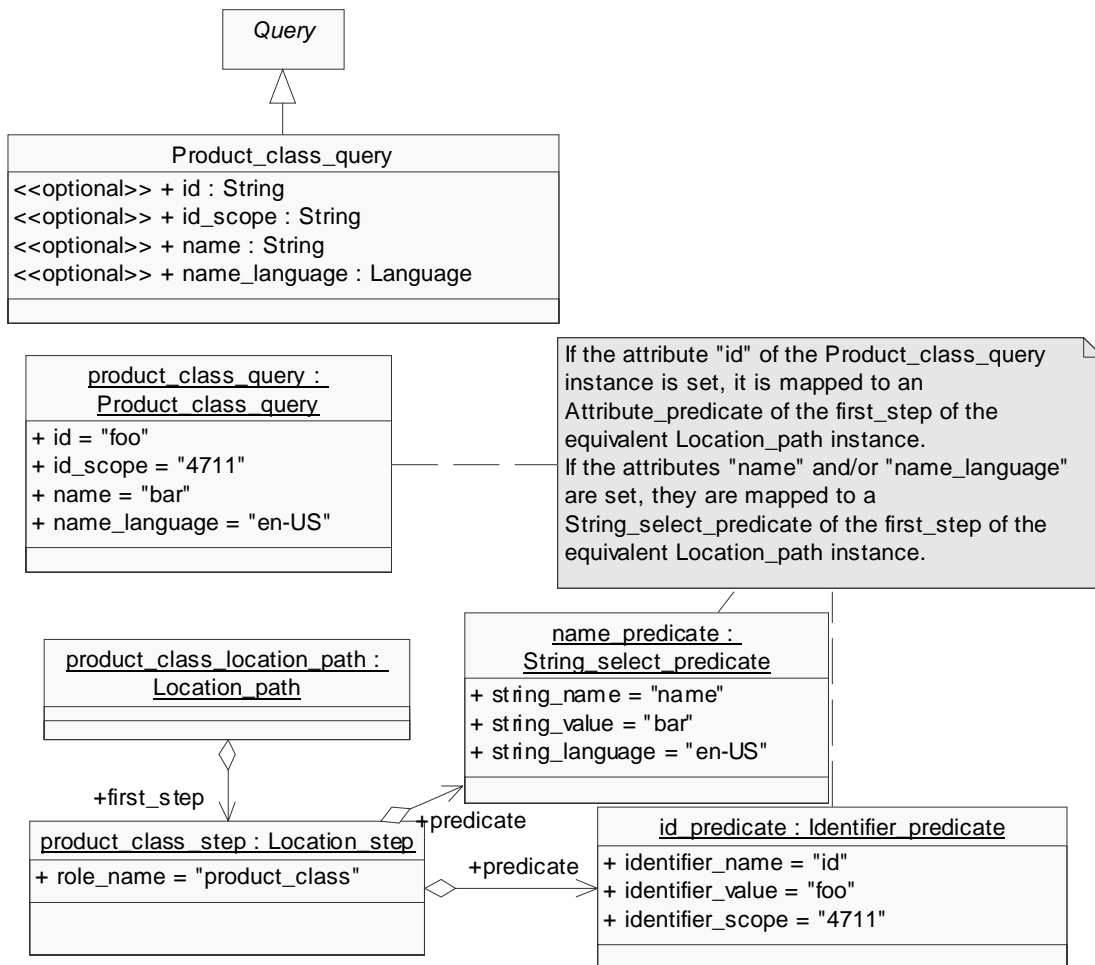 Query
Product_class_query
<<optional>> + id : String
<<optional>> + id_scope : String
<<optional>> + name : String
<<optional>> + name_language : Language
product_class_query :
Product_class_query
+ id = "foo"
+ id_scope = "4711"
+ name = "bar"
+ name_language = "en-US"
If the attribute "id" of the Product_class_query
instance is set, it is mapped to an
Attribute_predicate of the first_step of the
equivalent Location_path instance.
If the attributes "name" and/or "name_language"
are set, they are mapped to a
String_select_predicate of the first_step of the
equivalent Location_path instance.
product_class_location_path :
Location_path
name_predicate :
String_select_predicate
+ string_name = "name"
+ string_value = "bar"
+ string_language = "en-US"
+first_step
+predicate
product_class_step : Location_step
+ role_name = "product_class"
+predicate
id_predicate : Identifier_predicate
+ identifier_name = "id"
+ identifier_value = "foo"
+ identifier_scope = "4711"